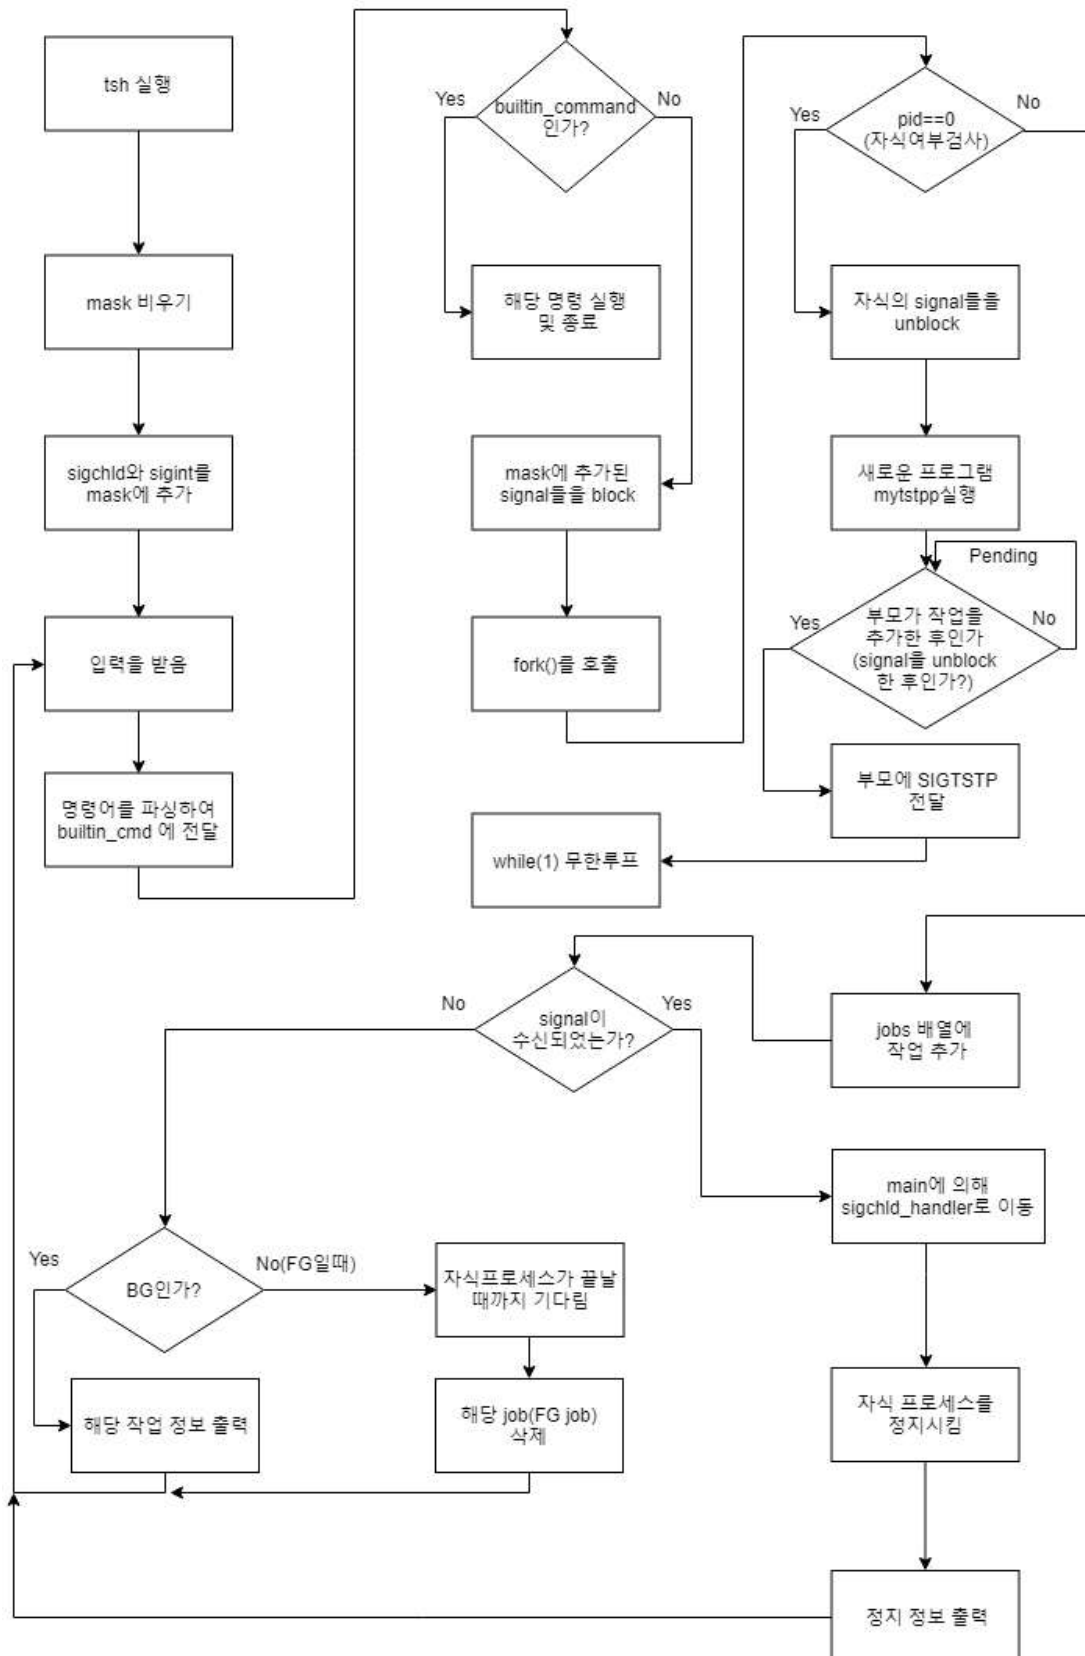 tsh 실행
mask 비우기
sigchld와 sigint를
mask에 추가
입력을 받음
명령어를 파싱하여
builtin_cmd 에 전달
Yes
builtin_command
인가?
No
해당 명령 실행
및 종료
mask에 추가된
signal들을 block
fork()를 호출
Yes
pid==0
(자식여부검사)
No
자식의 signal들을
unblock
새로운 프로그램
mytstpp실행
Pending
Yes
부모가 작업을
추가한 후인가
(signal을 unblock
한 후인가?)
No
부모에 SIGTSTP
전달
while(1) 무한루프
jobs 배열에
작업 추가
No
signal이
수신되었는가?
Yes
main에 의해
sigchld_handler로 이동
자식 프로세스를
정지시킴
정지 정보 출력
Yes
BG인가?
No(FG일때)
자식프로세스가 끝날
때까지 기다림
해당 작업 정보 출력
해당 job(FG job)
삭제